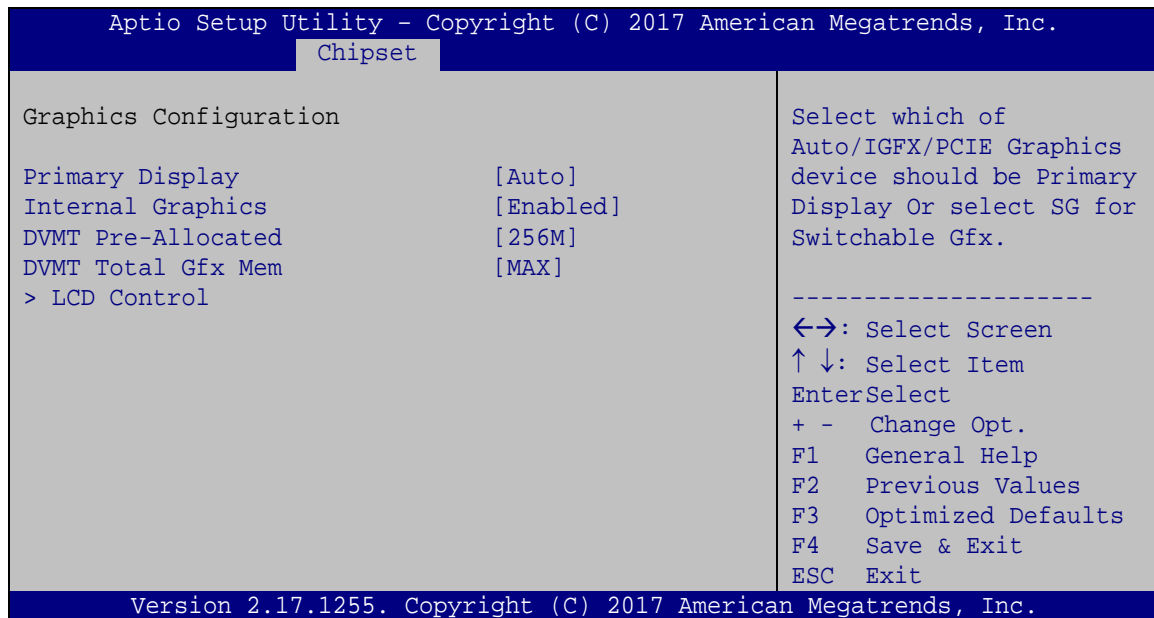 Aptio Setup Utility – Copyright (C) 2017 American Megatrends, Inc.
Chipset
Graphics Configuration
Primary Display [Auto]
Internal Graphics [Enabled]
DVMT Pre-Allocated [256M]
DVMT Total Gfx Mem [MAX]
> LCD Control
Select which of
Auto/IGFX/PCIE Graphics
device should be Primary
Display Or select SG for
Switchable Gfx.
---------------------
←→: Select Screen
↑ ↓: Select Item
EnterSelect
+ - Change Opt.
F1 General Help
F2 Previous Values
F3 Optimized Defaults
F4 Save & Exit
ESC Exit
Version 2.17.1255. Copyright (C) 2017 American Megatrends, Inc.